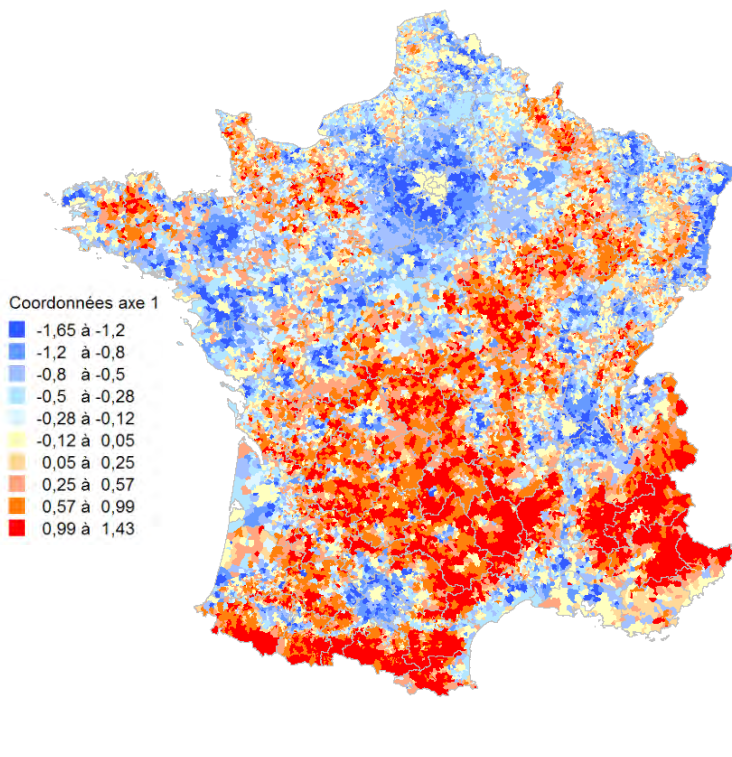 Coordonnées axe 1
-1,65 à -1,2
-1,2 à -0,8
-0,8 à -0,5
-0,5 à -0,28
-0,28 à -0,12
-0,12 à 0,05
0,05 à 0,25
0,25 à 0,57
0,57 à 0,99
0,99 à 1,43